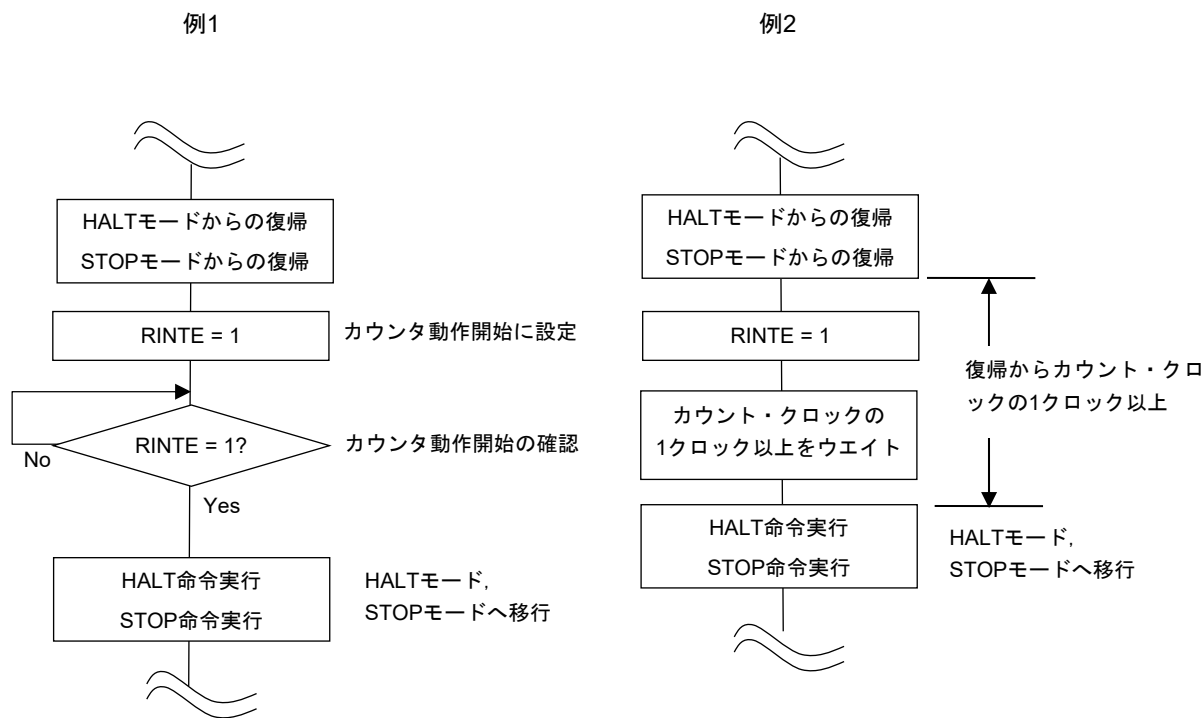 例1
HALTモードからの復帰
STOPモードからの復帰
RINTE = 1
カウンタ動作開始に設定
RINTE = 1?
カウンタ動作開始の確認
No
Yes
HALT命令実行
STOP命令実行
HALTモード,
STOPモードへ移行
例2
HALTモードからの復帰
STOPモードからの復帰
RINTE = 1
カウント・クロックの
1クロック以上をウエイト
復帰からカウント・クロ
ックの1クロック以上
HALT命令実行
STOP命令実行
HALTモード,
STOPモードへ移行